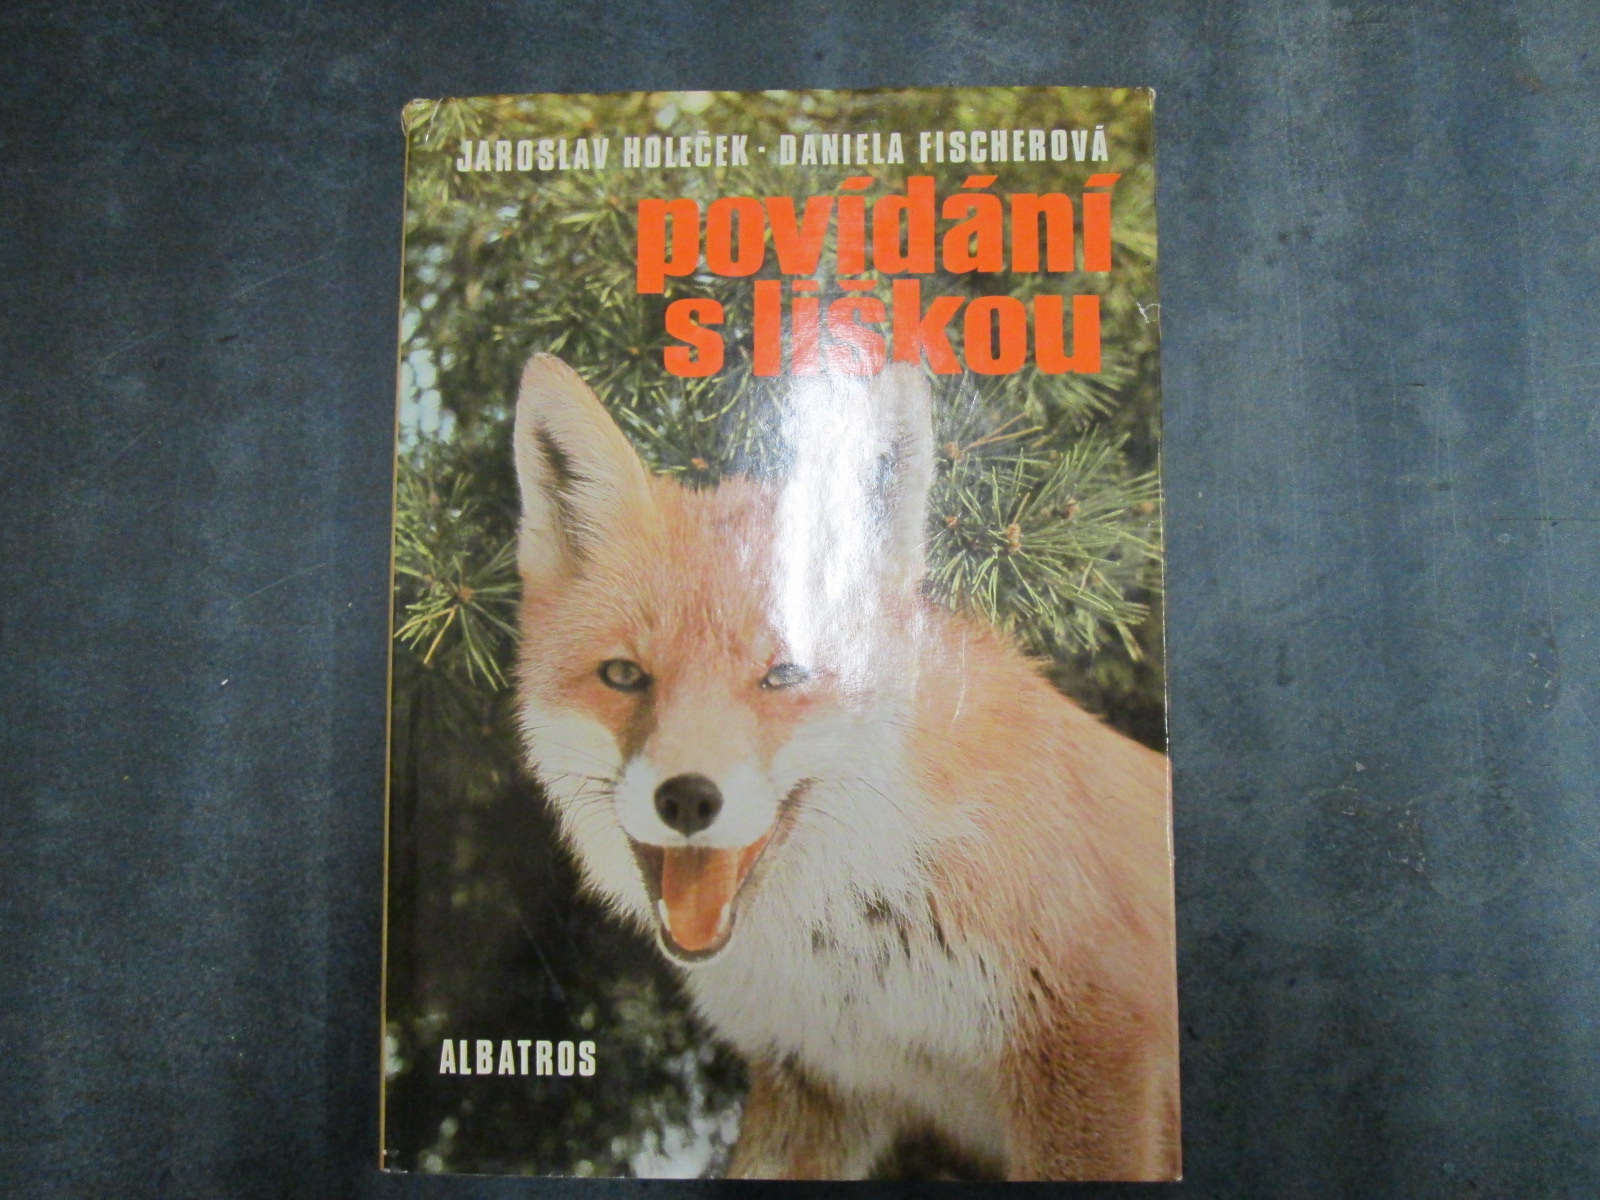 JAROSLAV HOLEČEK · DANIELA FISCHEROVÁ
povídání
s liškou
ALBATROS